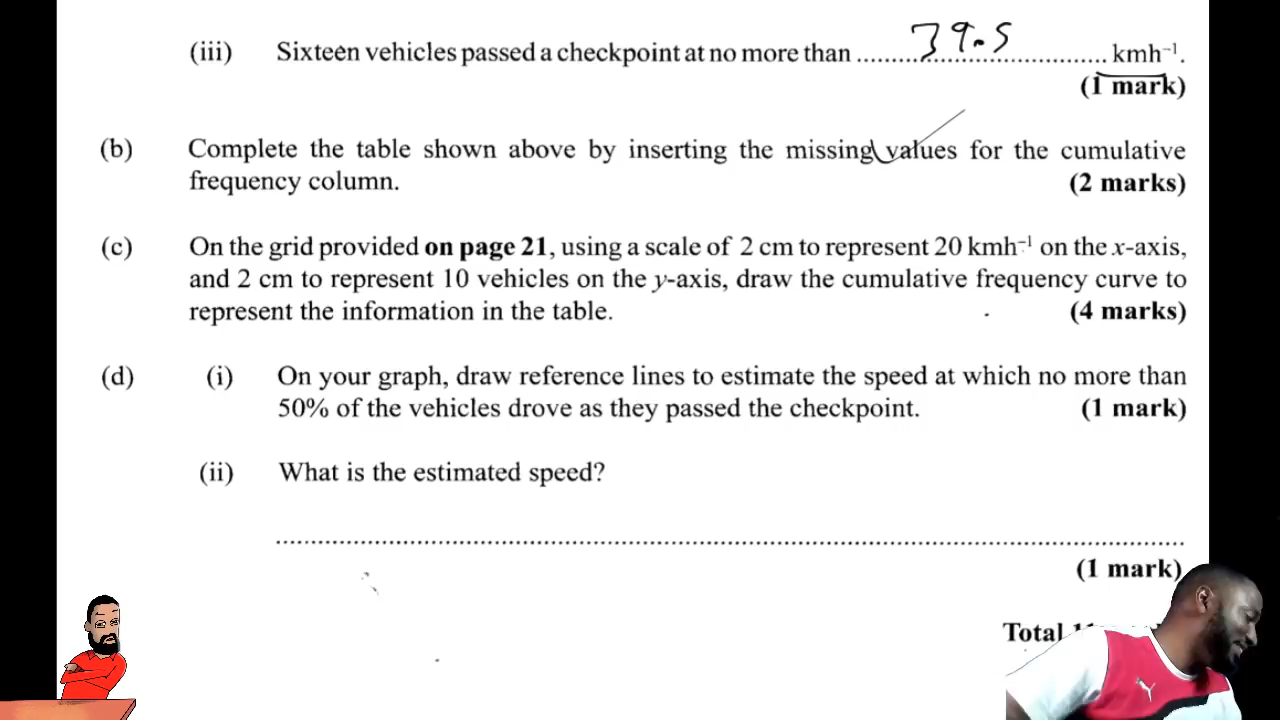 (iii) Sixteen vehicles passed a checkpoint at no more than ........39.5........ kmh⁻¹.
(1 mark)
(b) Complete the table shown above by inserting the missing values for the cumulative
frequency column. (2 marks)
(c) On the grid provided on page 21, using a scale of 2 cm to represent 20 kmh⁻¹ on the x-axis,
and 2 cm to represent 10 vehicles on the y-axis, draw the cumulative frequency curve to
represent the information in the table. (4 marks)
(d) (i) On your graph, draw reference lines to estimate the speed at which no more than
50% of the vehicles drove as they passed the checkpoint. (1 mark)
(ii) What is the estimated speed?
(1 mark)
Total